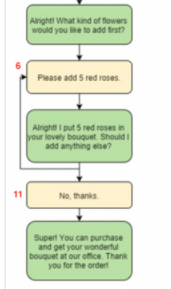 Alright! What kind of flowers
would you like to add first?
6
Please add 5 red roses.
Alright! I put 5 red roses in
your lovely bouquet. Should I
add anything else?
11
No, thanks.
Super! You can purchase
and get your wonderful
bouquet at our office. Thank
you for the order!